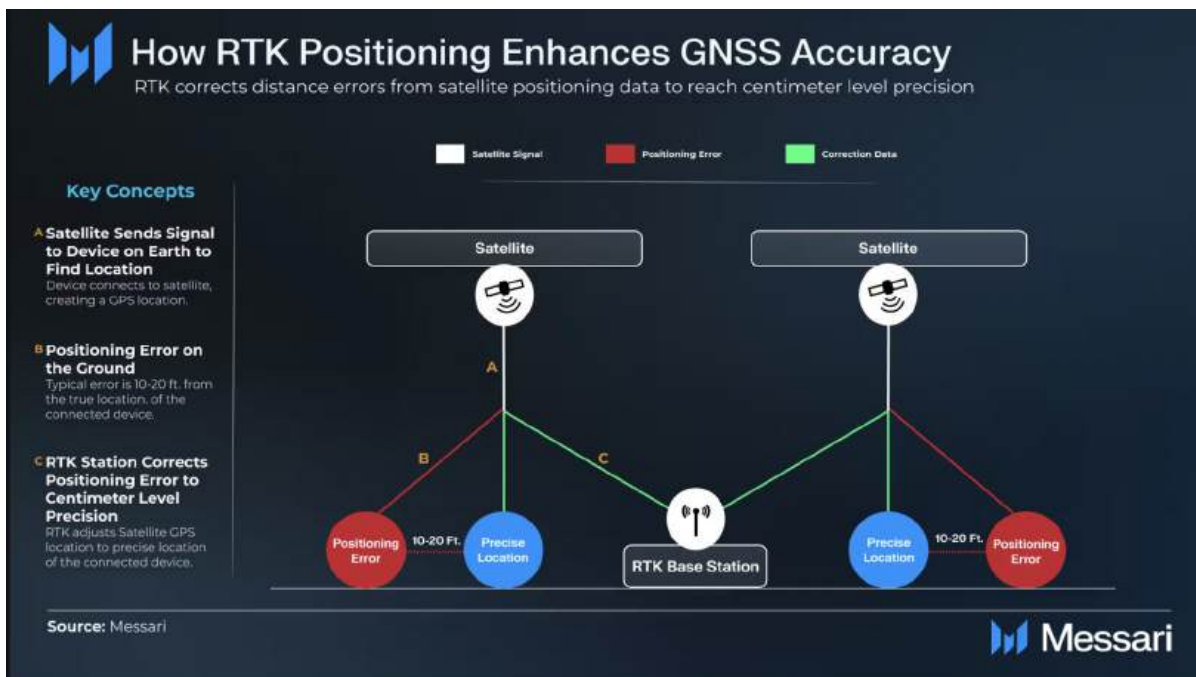 How RTK Positioning Enhances GNSS Accuracy
RTK corrects distance errors from satellite positioning data to reach centimeter level precision
Satellite Signal
Positioning Error
Correction Data
Key Concepts
A Satellite Sends Signal
to Device on Earth to
Find Location
Device connects to satellite,
creating a GPS location.
B Positioning Error on
the Ground
Typical error is 10-20 ft. from
the true location. of the
connected device.
C RTK Station Corrects
Positioning Error to
Centimeter Level
Precision
RTK adjusts Satellite GPS
location to precise location
of the connected device.
Satellite
Satellite
A
B
C
Positioning
Error
10-20 Ft.
Precise
Location
RTK Base Station
Precise
Location
10-20 Ft.
Positioning
Error
Source: Messari
Messari